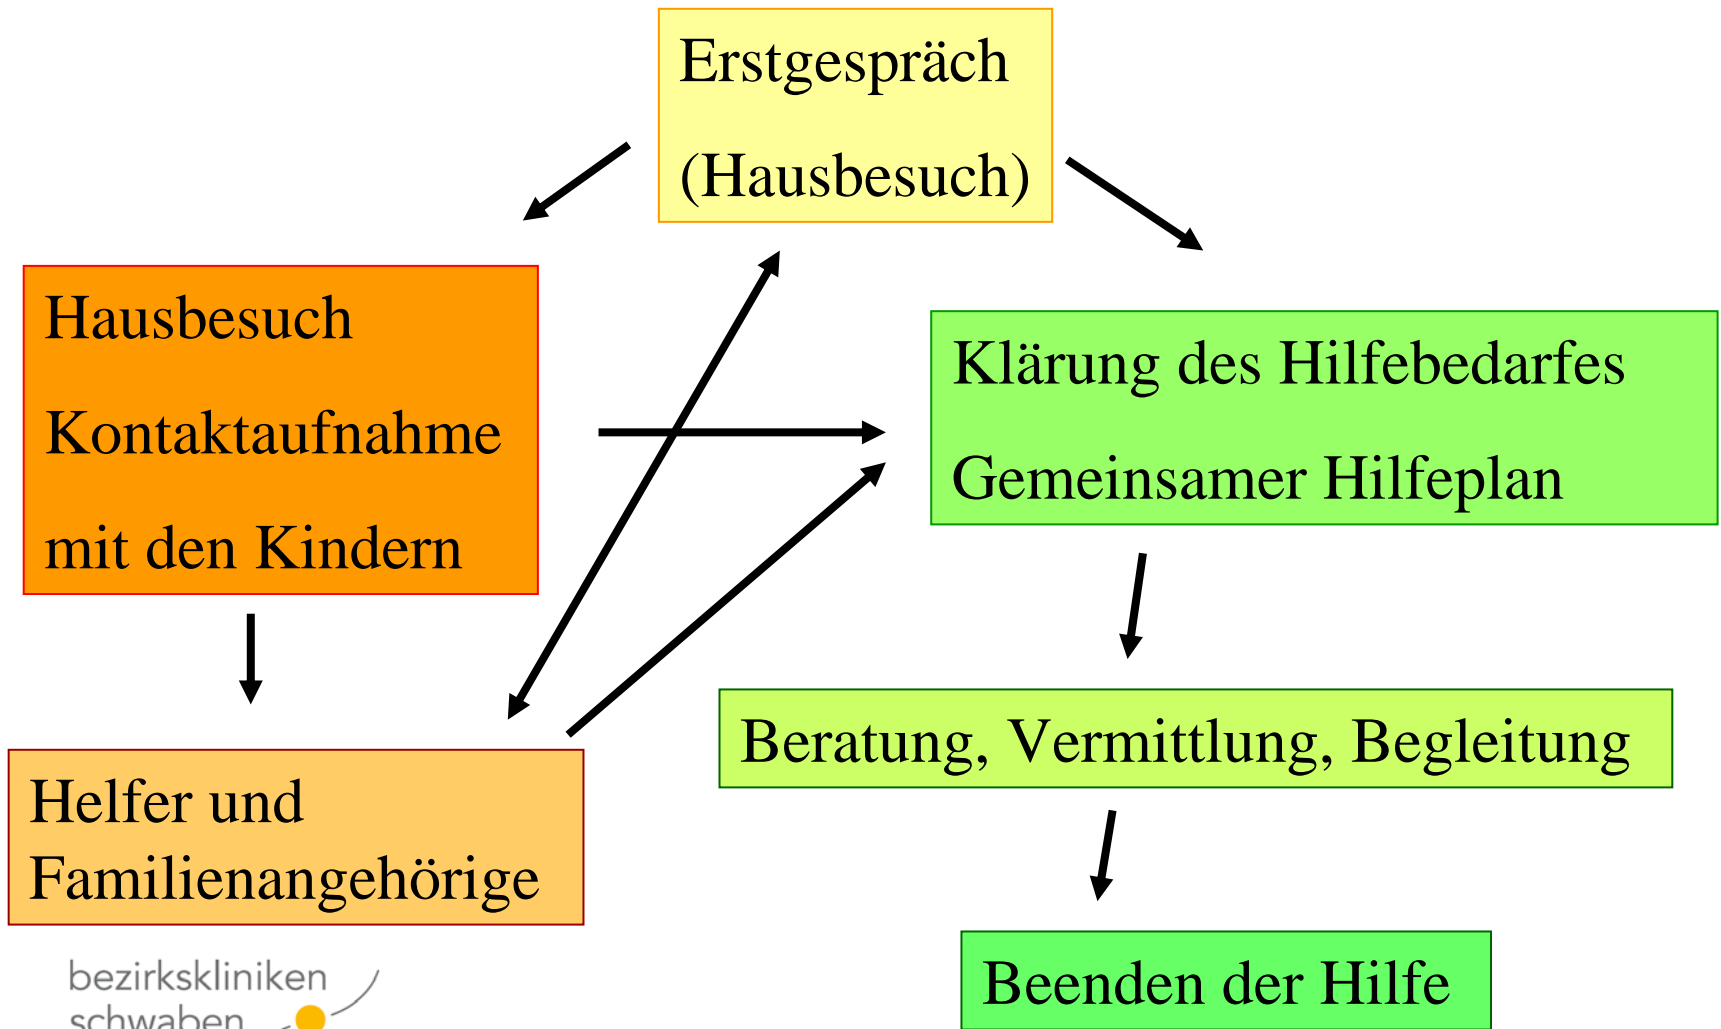 Erstgespräch
(Hausbesuch)
Hausbesuch
Kontaktaufnahme
mit den Kindern
Klärung des Hilfebedarfes
Gemeinsamer Hilfeplan
Beratung, Vermittlung, Begleitung
Helfer und
Familienangehörige
Beenden der Hilfe
bezirkskliniken
schwaben